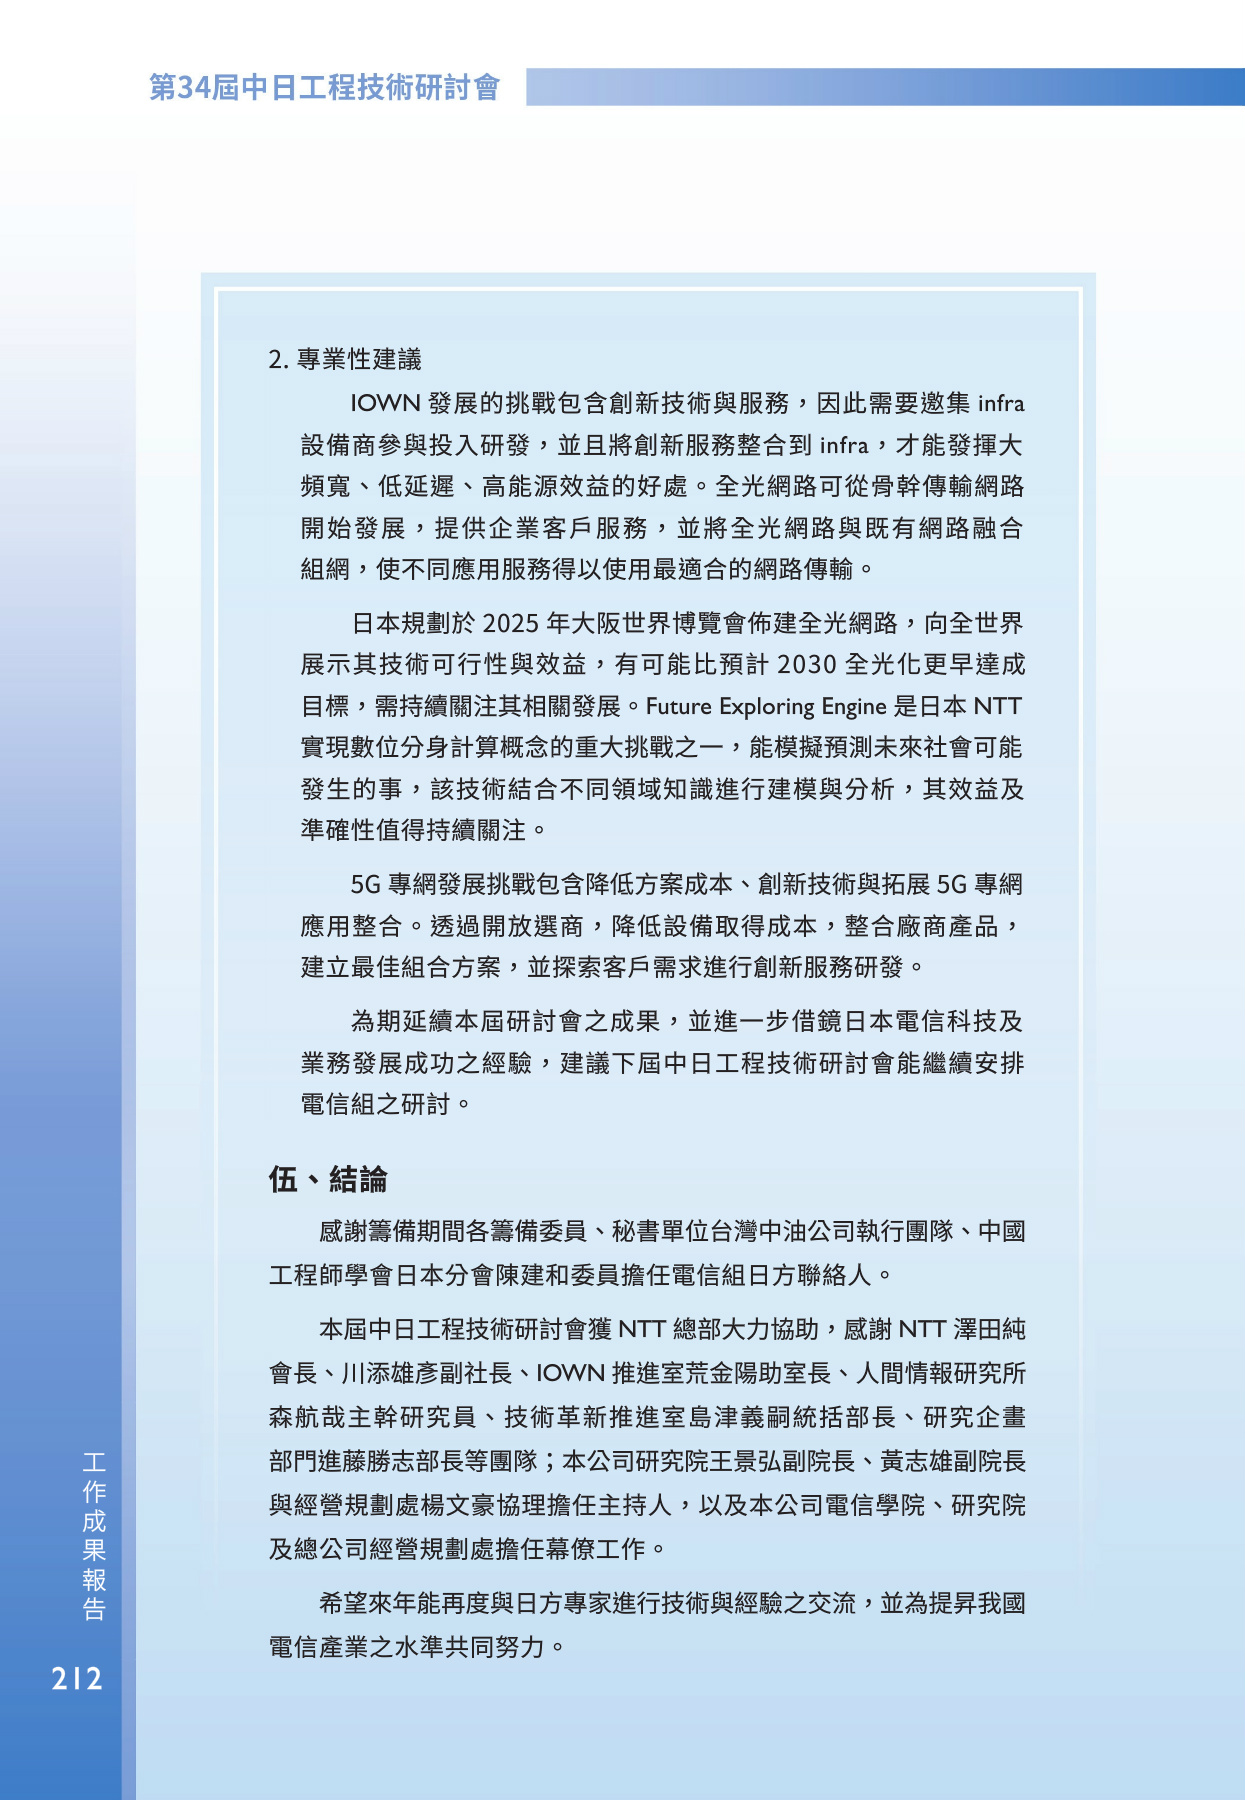 第34屆中日工程技術研討會
2. 專業性建議
IOWN 發展的挑戰包含創新技術與服務，因此需要邀集 infra
設備商參與投入研發，並且將創新服務整合到 infra，才能發揮大
頻寬、低延遲、高能源效益的好處。全光網路可從骨幹傳輸網路
開始發展，提供企業客戶服務，並將全光網路與既有網路融合
組網，使不同應用服務得以使用最適合的網路傳輸。
日本規劃於 2025 年大阪世界博覽會佈建全光網路，向全世界
展示其技術可行性與效益，有可能比預計 2030 全光化更早達成
目標，需持續關注其相關發展。Future Exploring Engine 是日本 NTT
實現數位分身計算概念的重大挑戰之一，能模擬預測未來社會可能
發生的事，該技術結合不同領域知識進行建模與分析，其效益及
準確性值得持續關注。
5G 專網發展挑戰包含降低方案成本、創新技術與拓展 5G 專網
應用整合。透過開放選商，降低設備取得成本，整合廠商產品，
建立最佳組合方案，並探索客戶需求進行創新服務研發。
為期延續本屆研討會之成果，並進一步借鏡日本電信科技及
業務發展成功之經驗，建議下屆中日工程技術研討會能繼續安排
電信組之研討。
伍、結論
感謝籌備期間各籌備委員、秘書單位台灣中油公司執行團隊、中國
工程師學會日本分會陳建和委員擔任電信組日方聯絡人。
本屆中日工程技術研討會獲 NTT 總部大力協助，感謝 NTT 澤田純
會長、川添雄彥副社長、IOWN 推進室荒金陽助室長、人間情報研究所
森航哉主幹研究員、技術革新推進室島津義嗣統括部長、研究企畫
部門進藤勝志部長等團隊；本公司研究院王景弘副院長、黃志雄副院長
與經營規劃處楊文豪協理擔任主持人，以及本公司電信學院、研究院
及總公司經營規劃處擔任幕僚工作。
希望來年能再度與日方專家進行技術與經驗之交流，並為提昇我國
電信產業之水準共同努力。
工作成果報告
212